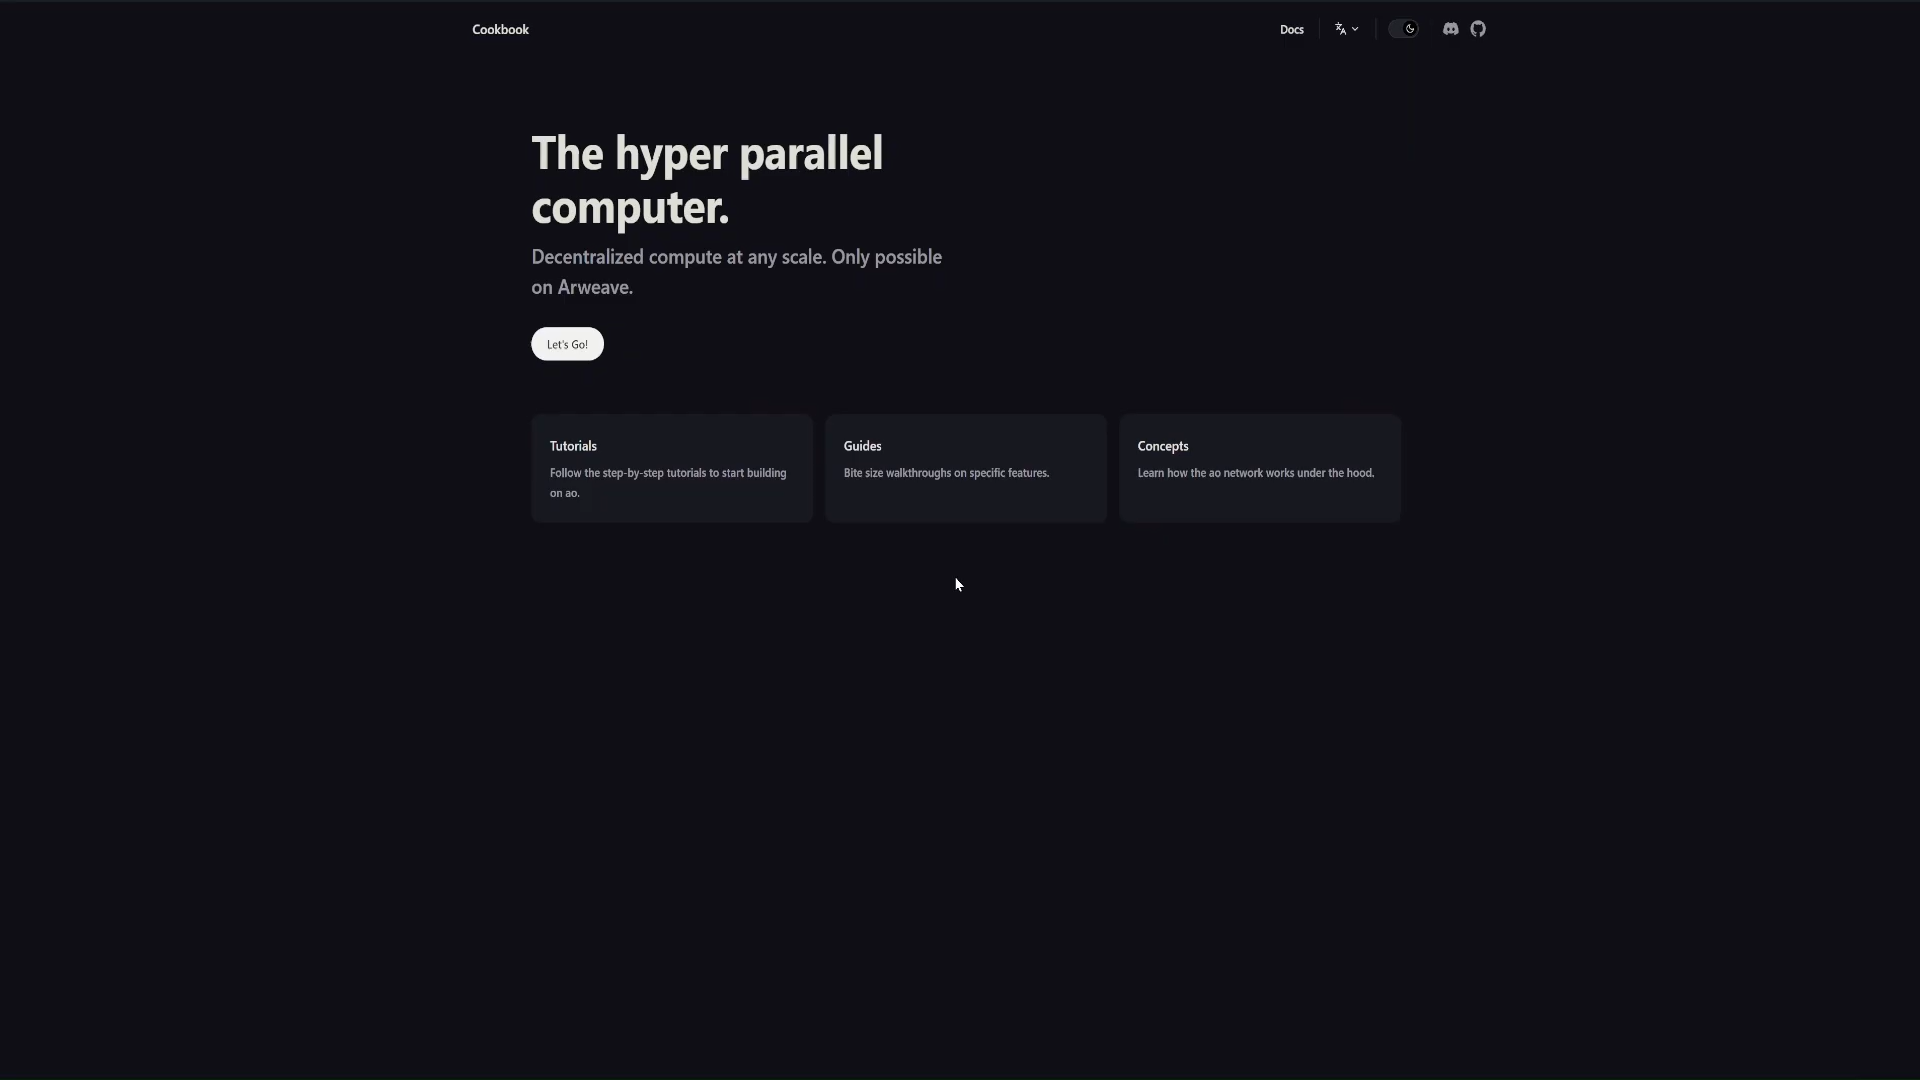 Cookbook
Docs
The hyper parallel
computer.
Decentralized compute at any scale. Only possible
on Arweave.
Let's Go!
Tutorials
Follow the step-by-step tutorials to start building
on ao.
Guides
Bite size walkthroughs on specific features.
Concepts
Learn how the ao network works under the hood.